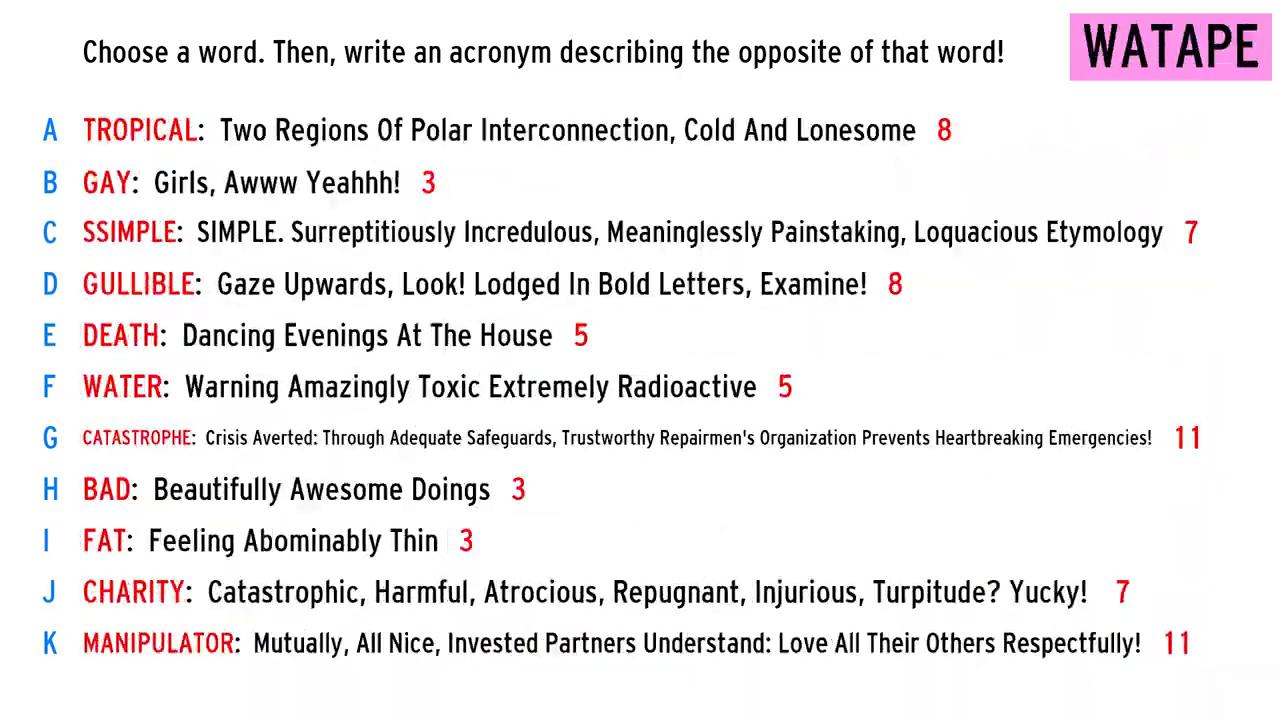 Choose a word. Then, write an acronym describing the opposite of that word!
WATAPE
A TROPICAL: Two Regions Of Polar Interconnection, Cold And Lonesome 8
B GAY: Girls, Awww Yeahhh! 3
C SSIMPLE: SIMPLE. Surreptitiously Incredulous, Meaninglessly Painstaking, Loquacious Etymology 7
D GULLIBLE: Gaze Upwards, Look! Lodged In Bold Letters, Examine! 8
E DEATH: Dancing Evenings At The House 5
F WATER: Warning Amazingly Toxic Extremely Radioactive 5
G CATASTROPHE: Crisis Averted: Through Adequate Safeguards, Trustworthy Repairmen's Organization Prevents Heartbreaking Emergencies! 11
H BAD: Beautifully Awesome Doings 3
I FAT: Feeling Abominably Thin 3
J CHARITY: Catastrophic, Harmful, Atrocious, Repugnant, Injurious, Turpitude? Yucky! 7
K MANIPULATOR: Mutually, All Nice, Invested Partners Understand: Love All Their Others Respectfully! 11